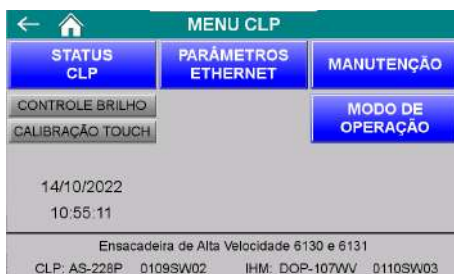 MENU CLP
STATUS
CLP
PARÂMETROS
ETHERNET
MANUTENÇÃO
CONTROLE BRILHO
CALIBRAÇÃO TOUCH
MODO DE
OPERAÇÃO
14/10/2022
10:55:11
Ensacadeira de Alta Velocidade 6130 e 6131
CLP: AS-228P 0109SW02 IHM: DOP-107WV 0110SW03